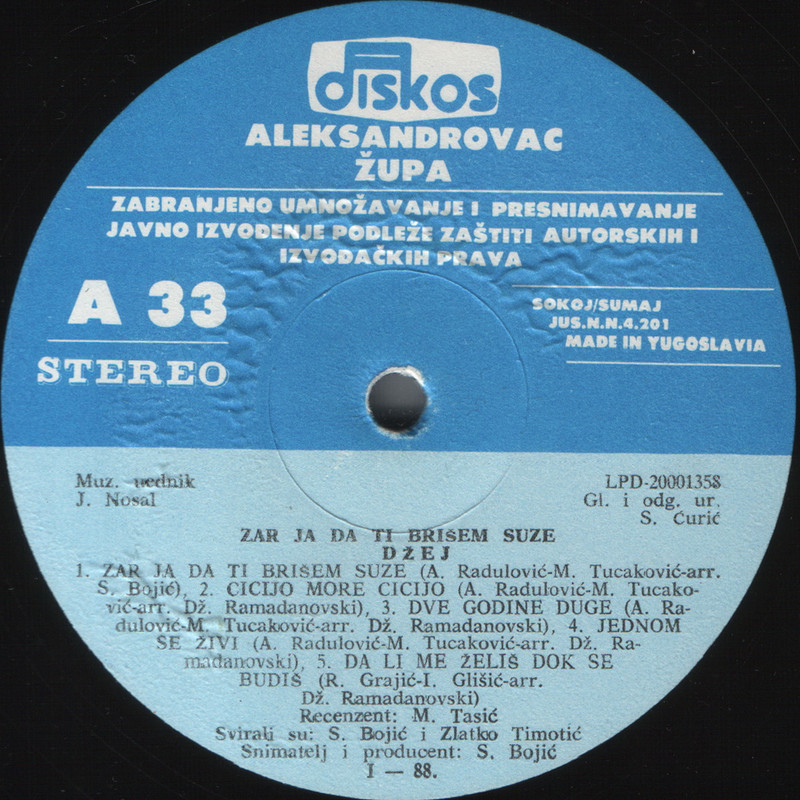 diskos
ALEKSANDROVAC
ŽUPA
ZABRANJENO UMNOŽAVANJE I PRESNIMAVANJE
JAVNO IZVOĐENJE PODLEŽE ZAŠTITI AUTORSKIH I
IZVOĐAČKIH PRAVA
A 33
STEREO
SOKOJ/SUMAJ
JUS.N.N.4.201
MADE IN YUGOSLAVIA
Muz. urednik
J. Nosal
LPD-20001358
Gl. i odg. ur.
S. Ćurić
ZAR JA DA TI BRIŠEM SUZE
DŽEJ
1. ZAR JA DA TI BRIŠEM SUZE (A. Radulović-M. Tucaković-arr.
S. Bojić), 2. CICIJO MORE CICIJO (A. Radulović-M. Tucako-
vić-arr. Dž. Ramadanovski), 3. DVE GODINE DUGE (A. Ra-
dulović-M. Tucaković-arr. Dž. Ramadanovski), 4. JEDNOM
SE ŽIVI (A. Radulović-M. Tucaković-arr. Dž. Ra-
madanovski), 5. DA LI ME ŽELIŠ DOK SE
BUDIŠ (R. Grajić-I. Glišić-arr.
Dž. Ramadanovski)
Recenzent: M. Tasić
Svirali su: S. Bojić i Zlatko Timotić
Snimatelj i producent: S. Bojić
I — 88.